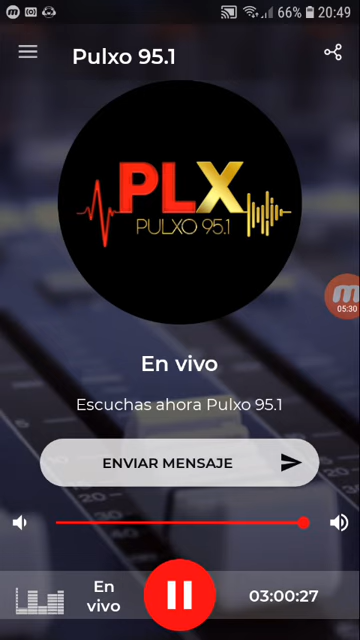 66% 20:49
Pulxo 95.1
PLX
PULXO 95.1
05:30
En vivo
Escuchas ahora Pulxo 95.1
ENVIAR MENSAJE
En
vivo
03:00:27